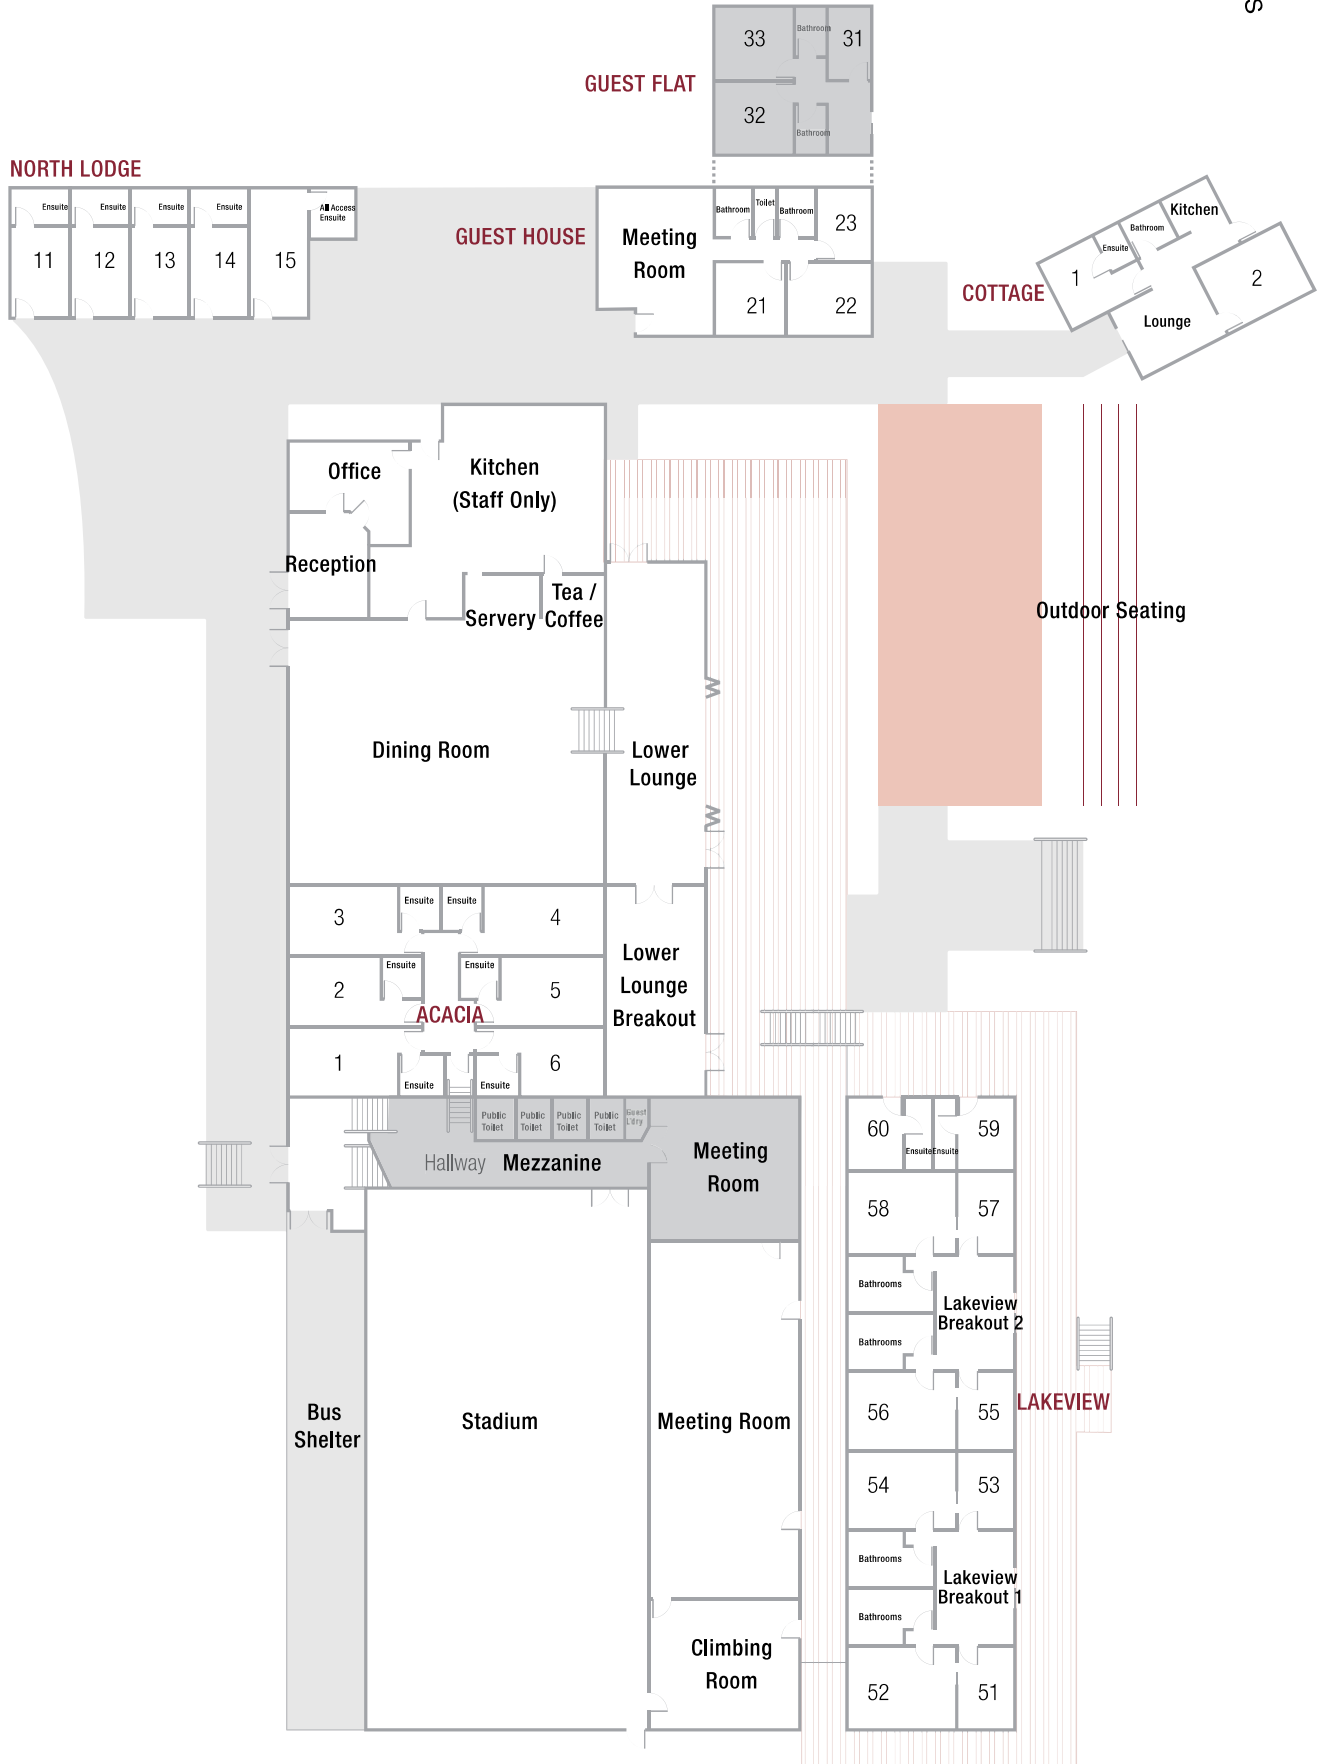 S
33
Bathroom
31
GUEST FLAT
32
Bathroom
NORTH LODGE
Ensuite
Ensuite
Ensuite
Ensuite
All Access
Ensuite
11
12
13
14
15
GUEST HOUSE
Meeting
Room
Bathroom
Toilet
Bathroom
23
21
22
COTTAGE
Kitchen
Bathroom
Ensuite
1
2
Lounge
Office
Kitchen
(Staff Only)
Reception
Servery
Tea /
Coffee
Outdoor Seating
Dining Room
Lower
Lounge
3
Ensuite
Ensuite
4
2
Ensuite
Ensuite
5
ACACIA
1
Ensuite
Ensuite
6
Lower
Lounge
Breakout
Public
Toilet
Public
Toilet
Public
Toilet
Public
Toilet
Guest
L'dry
Hallway
Mezzanine
Meeting
Room
60
Ensuite
Ensuite
59
58
57
Bathrooms
Lakeview
Breakout 2
Bathrooms
56
55
LAKEVIEW
Bus
Shelter
Stadium
Meeting Room
54
53
Bathrooms
Lakeview
Breakout 1
Bathrooms
Climbing
Room
52
51